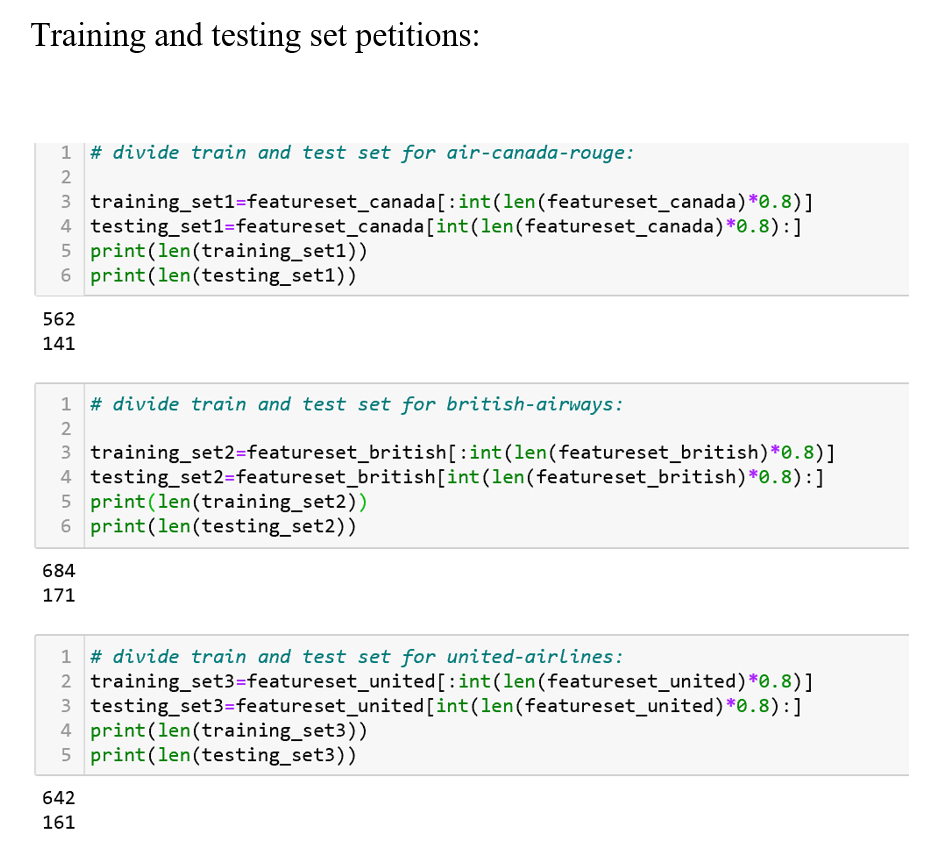 Training and testing set petitions:
1 # divide train and test set for air-canada-rouge:
2
3 training_set1=featureset_canada[:int(len(featureset_canada)*0.8)]
4 testing_set1=featureset_canada[int(len(featureset_canada)*0.8):]
5 print(len(training_set1))
6 print(len(testing_set1))
562
141
1 # divide train and test set for british-airways:
2
3 training_set2=featureset_british[:int(len(featureset_british)*0.8)]
4 testing_set2=featureset_british[int(len(featureset_british)*0.8):]
5 print(len(training_set2))
6 print(len(testing_set2))
684
171
1 # divide train and test set for united-airlines:
2 training_set3=featureset_united[:int(len(featureset_united)*0.8)]
3 testing_set3=featureset_united[int(len(featureset_united)*0.8):]
4 print(len(training_set3))
5 print(len(testing_set3))
642
161